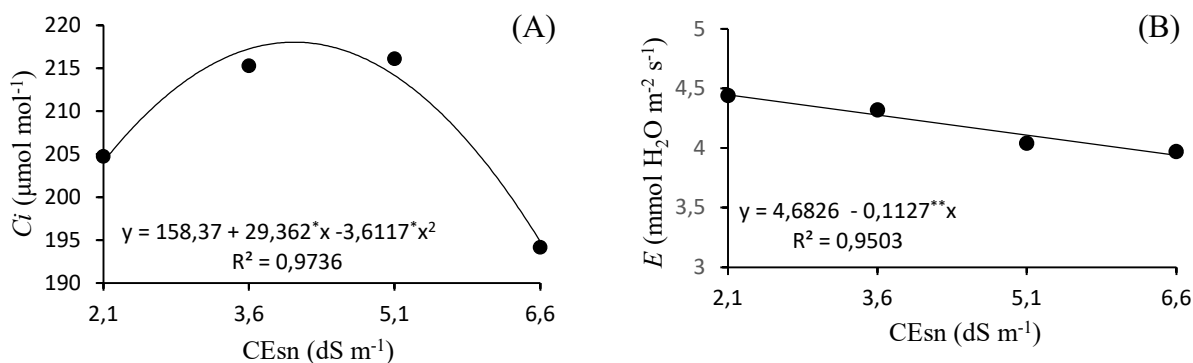 (A)
220
215
210
205
200
195
190
Ci (µmol mol⁻¹)
y = 158,37 + 29,362*x -3,6117*x²
R² = 0,9736
2,1 3,6 5,1 6,6
CEsn (dS m⁻¹)
(B)
5
4,5
4
3,5
3
E (mmol H₂O m⁻² s⁻¹)
y = 4,6826 - 0,1127**x
R² = 0,9503
2,1 3,6 5,1 6,6
CEsn (dS m⁻¹)